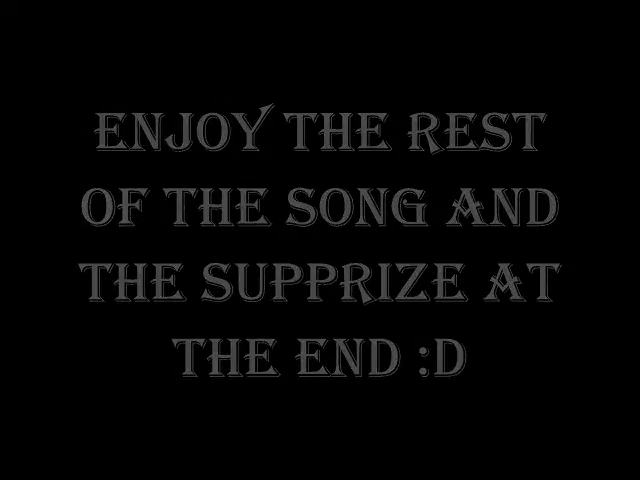 ENJOY THE REST
OF THE SONG AND
THE SUPPRIZE AT
THE END :D